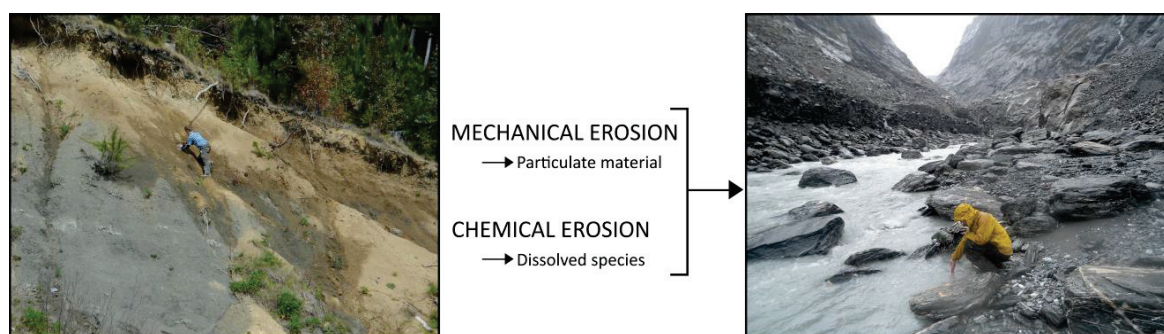 MECHANICAL EROSION
→ Particulate material
CHEMICAL EROSION
→ Dissolved species